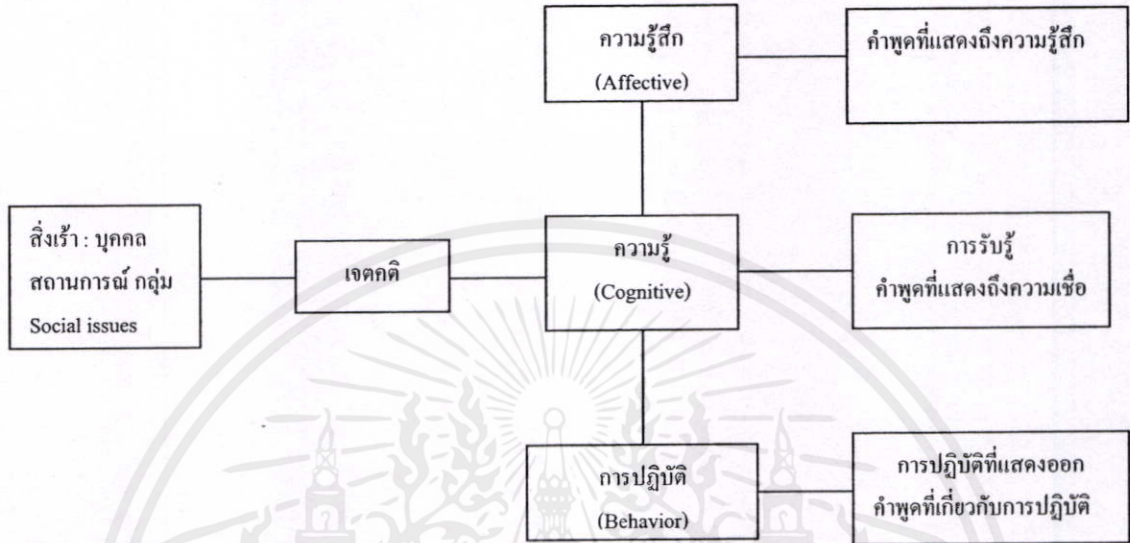 ความรู้สึก
(Affective)
คำพูดที่แสดงถึงความรู้สึก
สิ่งเร้า : บุคคล
สถานการณ์ กลุ่ม
Social issues
เจตคติ
ความรู้
(Cognitive)
การรับรู้
คำพูดที่แสดงถึงความเชื่อ
การปฏิบัติ
(Behavior)
การปฏิบัติที่แสดงออก
คำพูดที่เกี่ยวกับการปฏิบัติ